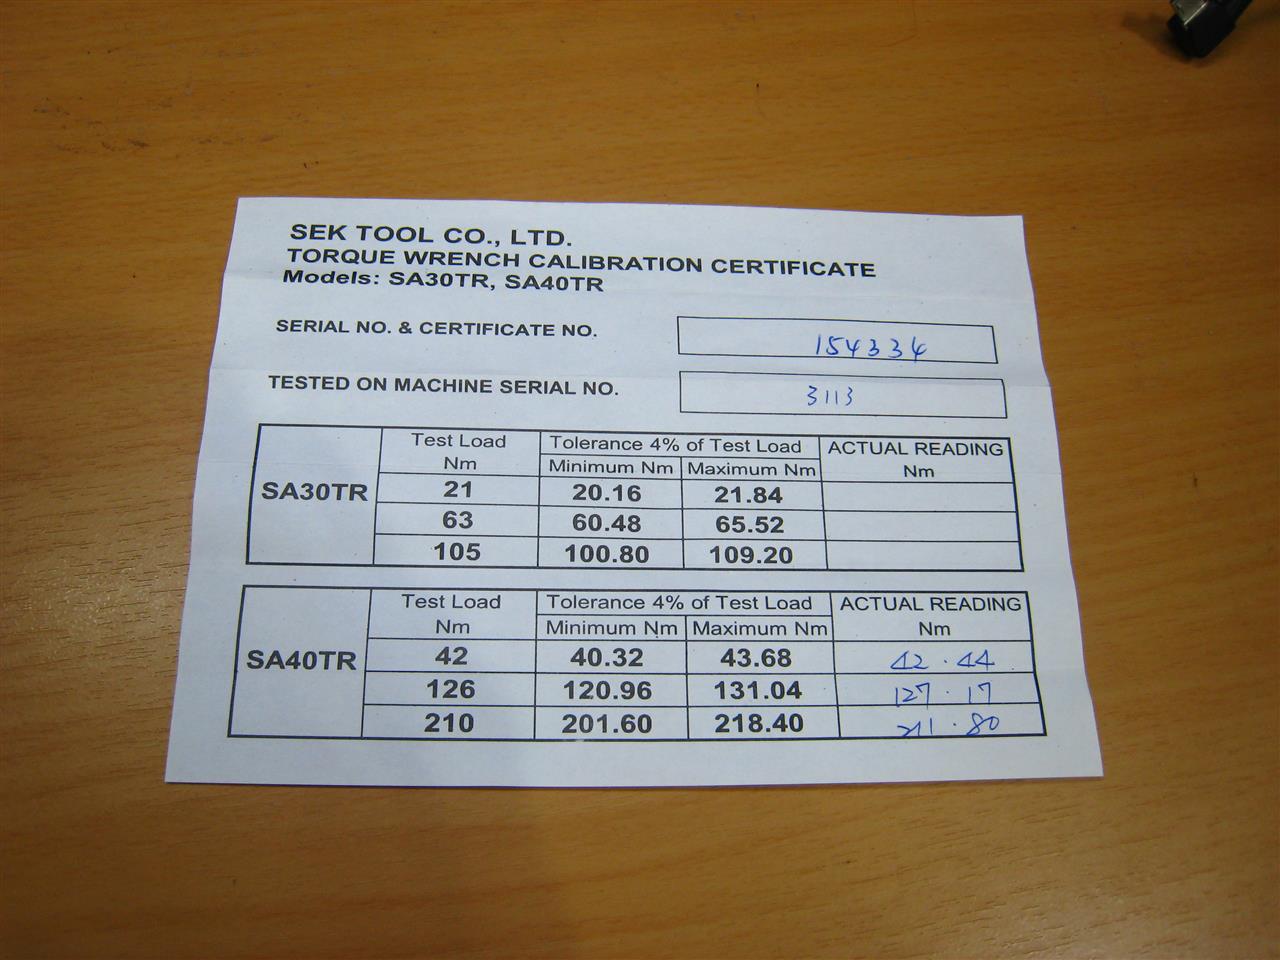 SEK TOOL CO., LTD.
TORQUE WRENCH CALIBRATION CERTIFICATE
Models: SA30TR, SA40TR
SERIAL NO. & CERTIFICATE NO. 154334
TESTED ON MACHINE SERIAL NO. 3113
SA30TR
Test Load Nm Tolerance 4% of Test Load ACTUAL READING Nm
Minimum Nm Maximum Nm
21 20.16 21.84
63 60.48 65.52
105 100.80 109.20
SA40TR
Test Load Nm Tolerance 4% of Test Load ACTUAL READING Nm
Minimum Nm Maximum Nm
42 40.32 43.68 42.44
126 120.96 131.04 127.17
210 201.60 218.40 211.80